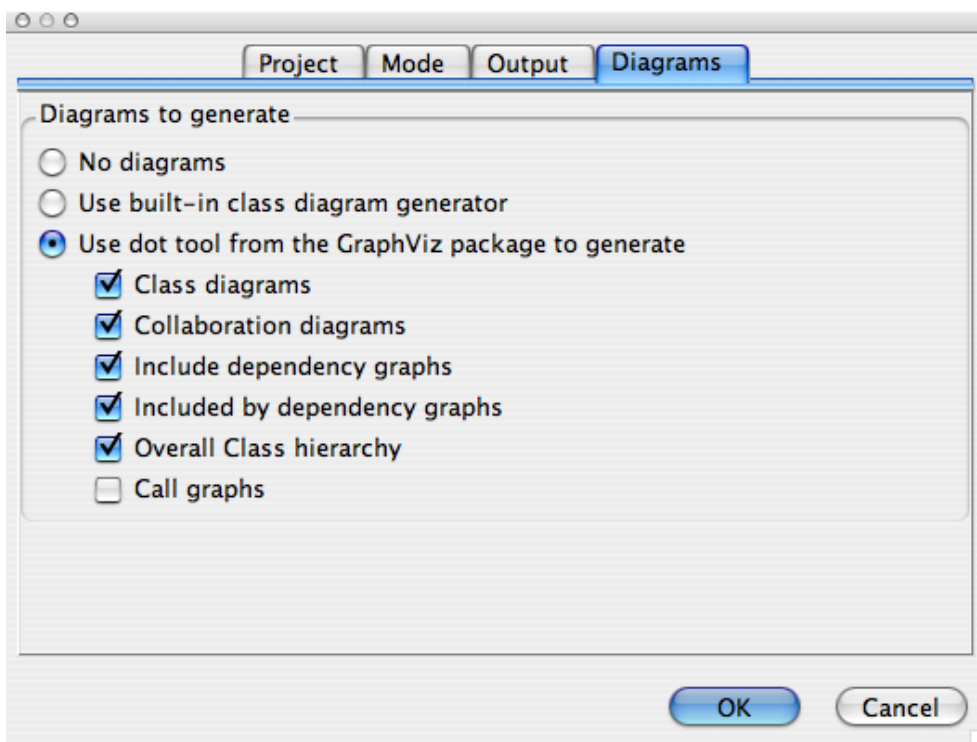 Project Mode Output Diagrams
Diagrams to generate
No diagrams
Use built-in class diagram generator
Use dot tool from the GraphViz package to generate
Class diagrams
Collaboration diagrams
Include dependency graphs
Included by dependency graphs
Overall Class hierarchy
Call graphs
OK Cancel